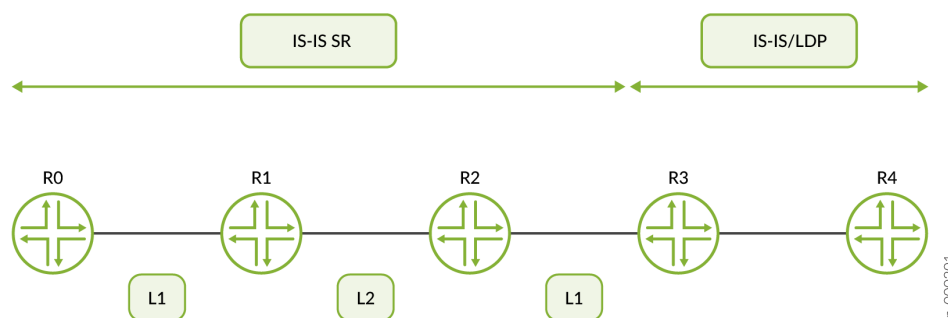 IS-IS SR
IS-IS/LDP
R0
R1
R2
R3
R4
L1
L2
L1